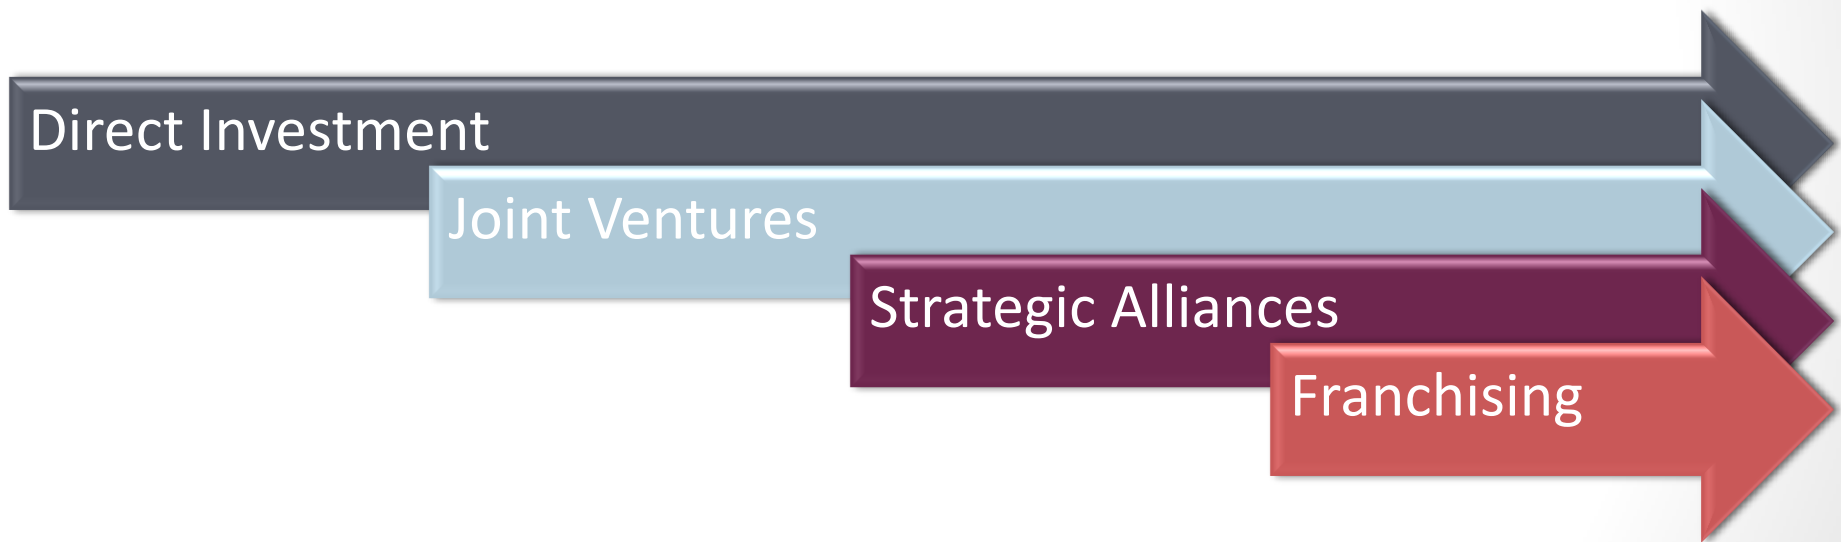 Direct Investment
Joint Ventures
Strategic Alliances
Franchising